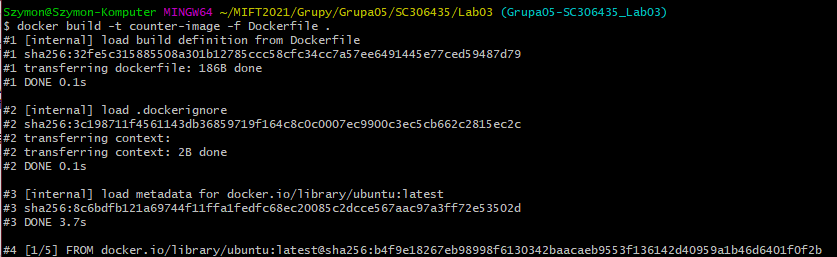 Szymon@Szymon-Komputer MINGW64 ~/MIFT2021/Grupy/Grupa05/SC306435/Lab03 (Grupa05-SC306435_Lab03)
$ docker build -t counter-image -f Dockerfile .
#1 [internal] load build definition from Dockerfile
#1 sha256:32fe5c315885508a301b12785ccc58cfc34cc7a57ee6491445e77ced59487d79
#1 transferring dockerfile: 186B done
#1 DONE 0.1s
#2 [internal] load .dockerignore
#2 sha256:3c198711f4561143db36859719f164c8c0c0007ec9900c3ec5cb662c2815ec2c
#2 transferring context:
#2 transferring context: 2B done
#2 DONE 0.1s
#3 [internal] load metadata for docker.io/library/ubuntu:latest
#3 sha256:8c6bdfb121a69744f11ffa1fedfc68ec20085c2dcce567aac97a3ff72e53502d
#3 DONE 3.7s
#4 [1/5] FROM docker.io/library/ubuntu:latest@sha256:b4f9e18267eb98998f6130342baacaeb9553f136142d40959a1b46d6401f0f2b